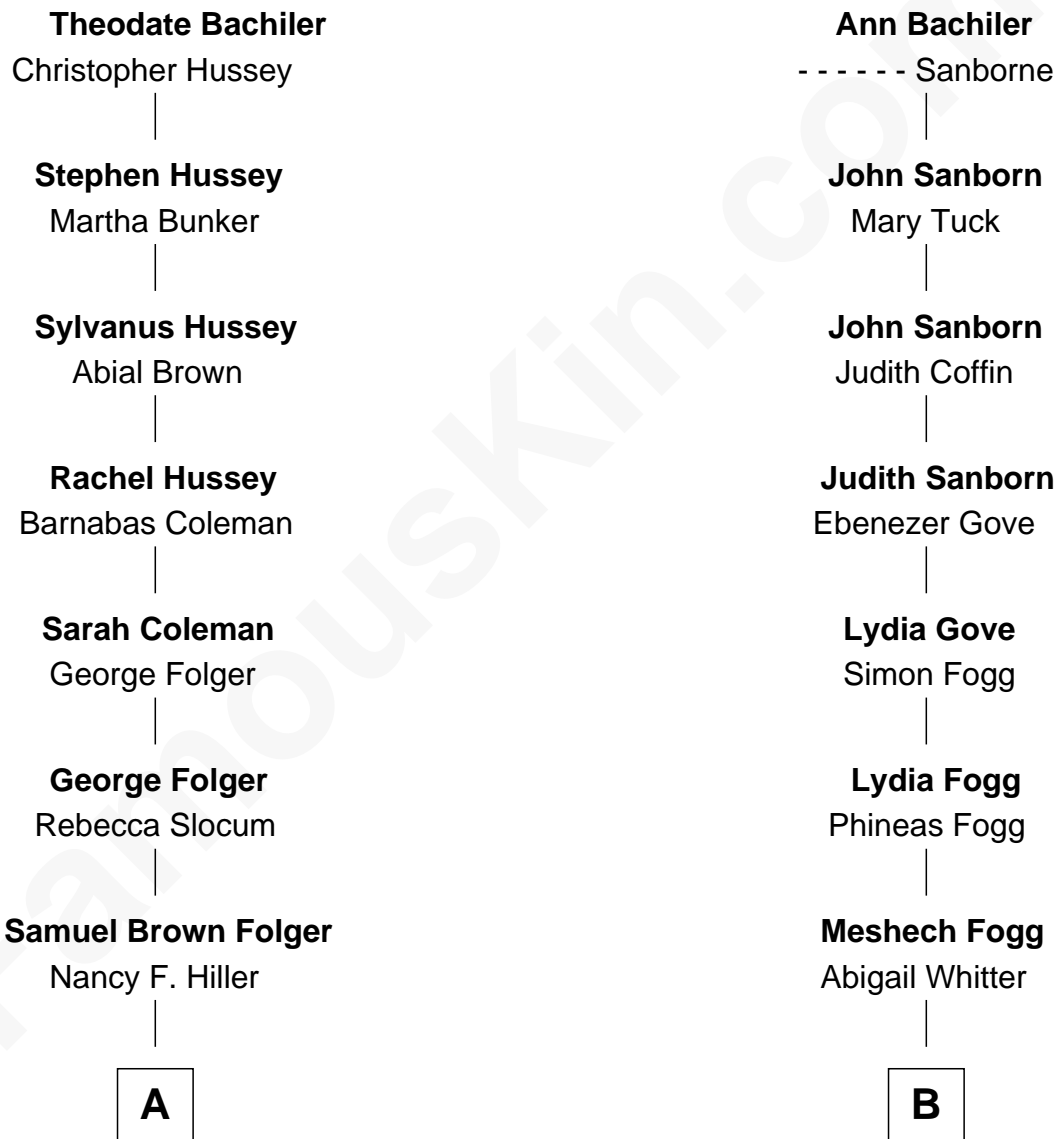 Theodate Bachiler
Christopher Hussey
Stephen Hussey
Martha Bunker
Sylvanus Hussey
Abial Brown
Rachel Hussey
Barnabas Coleman
Sarah Coleman
George Folger
George Folger
Rebecca Slocum
Samuel Brown Folger
Nancy F. Hiller
A
Ann Bachiler
- - - - - - Sanborne
John Sanborn
Mary Tuck
John Sanborn
Judith Coffin
Judith Sanborn
Ebenezer Gove
Lydia Gove
Simon Fogg
Lydia Fogg
Phineas Fogg
Meshech Fogg
Abigail Whitter
B
FamousKin.com